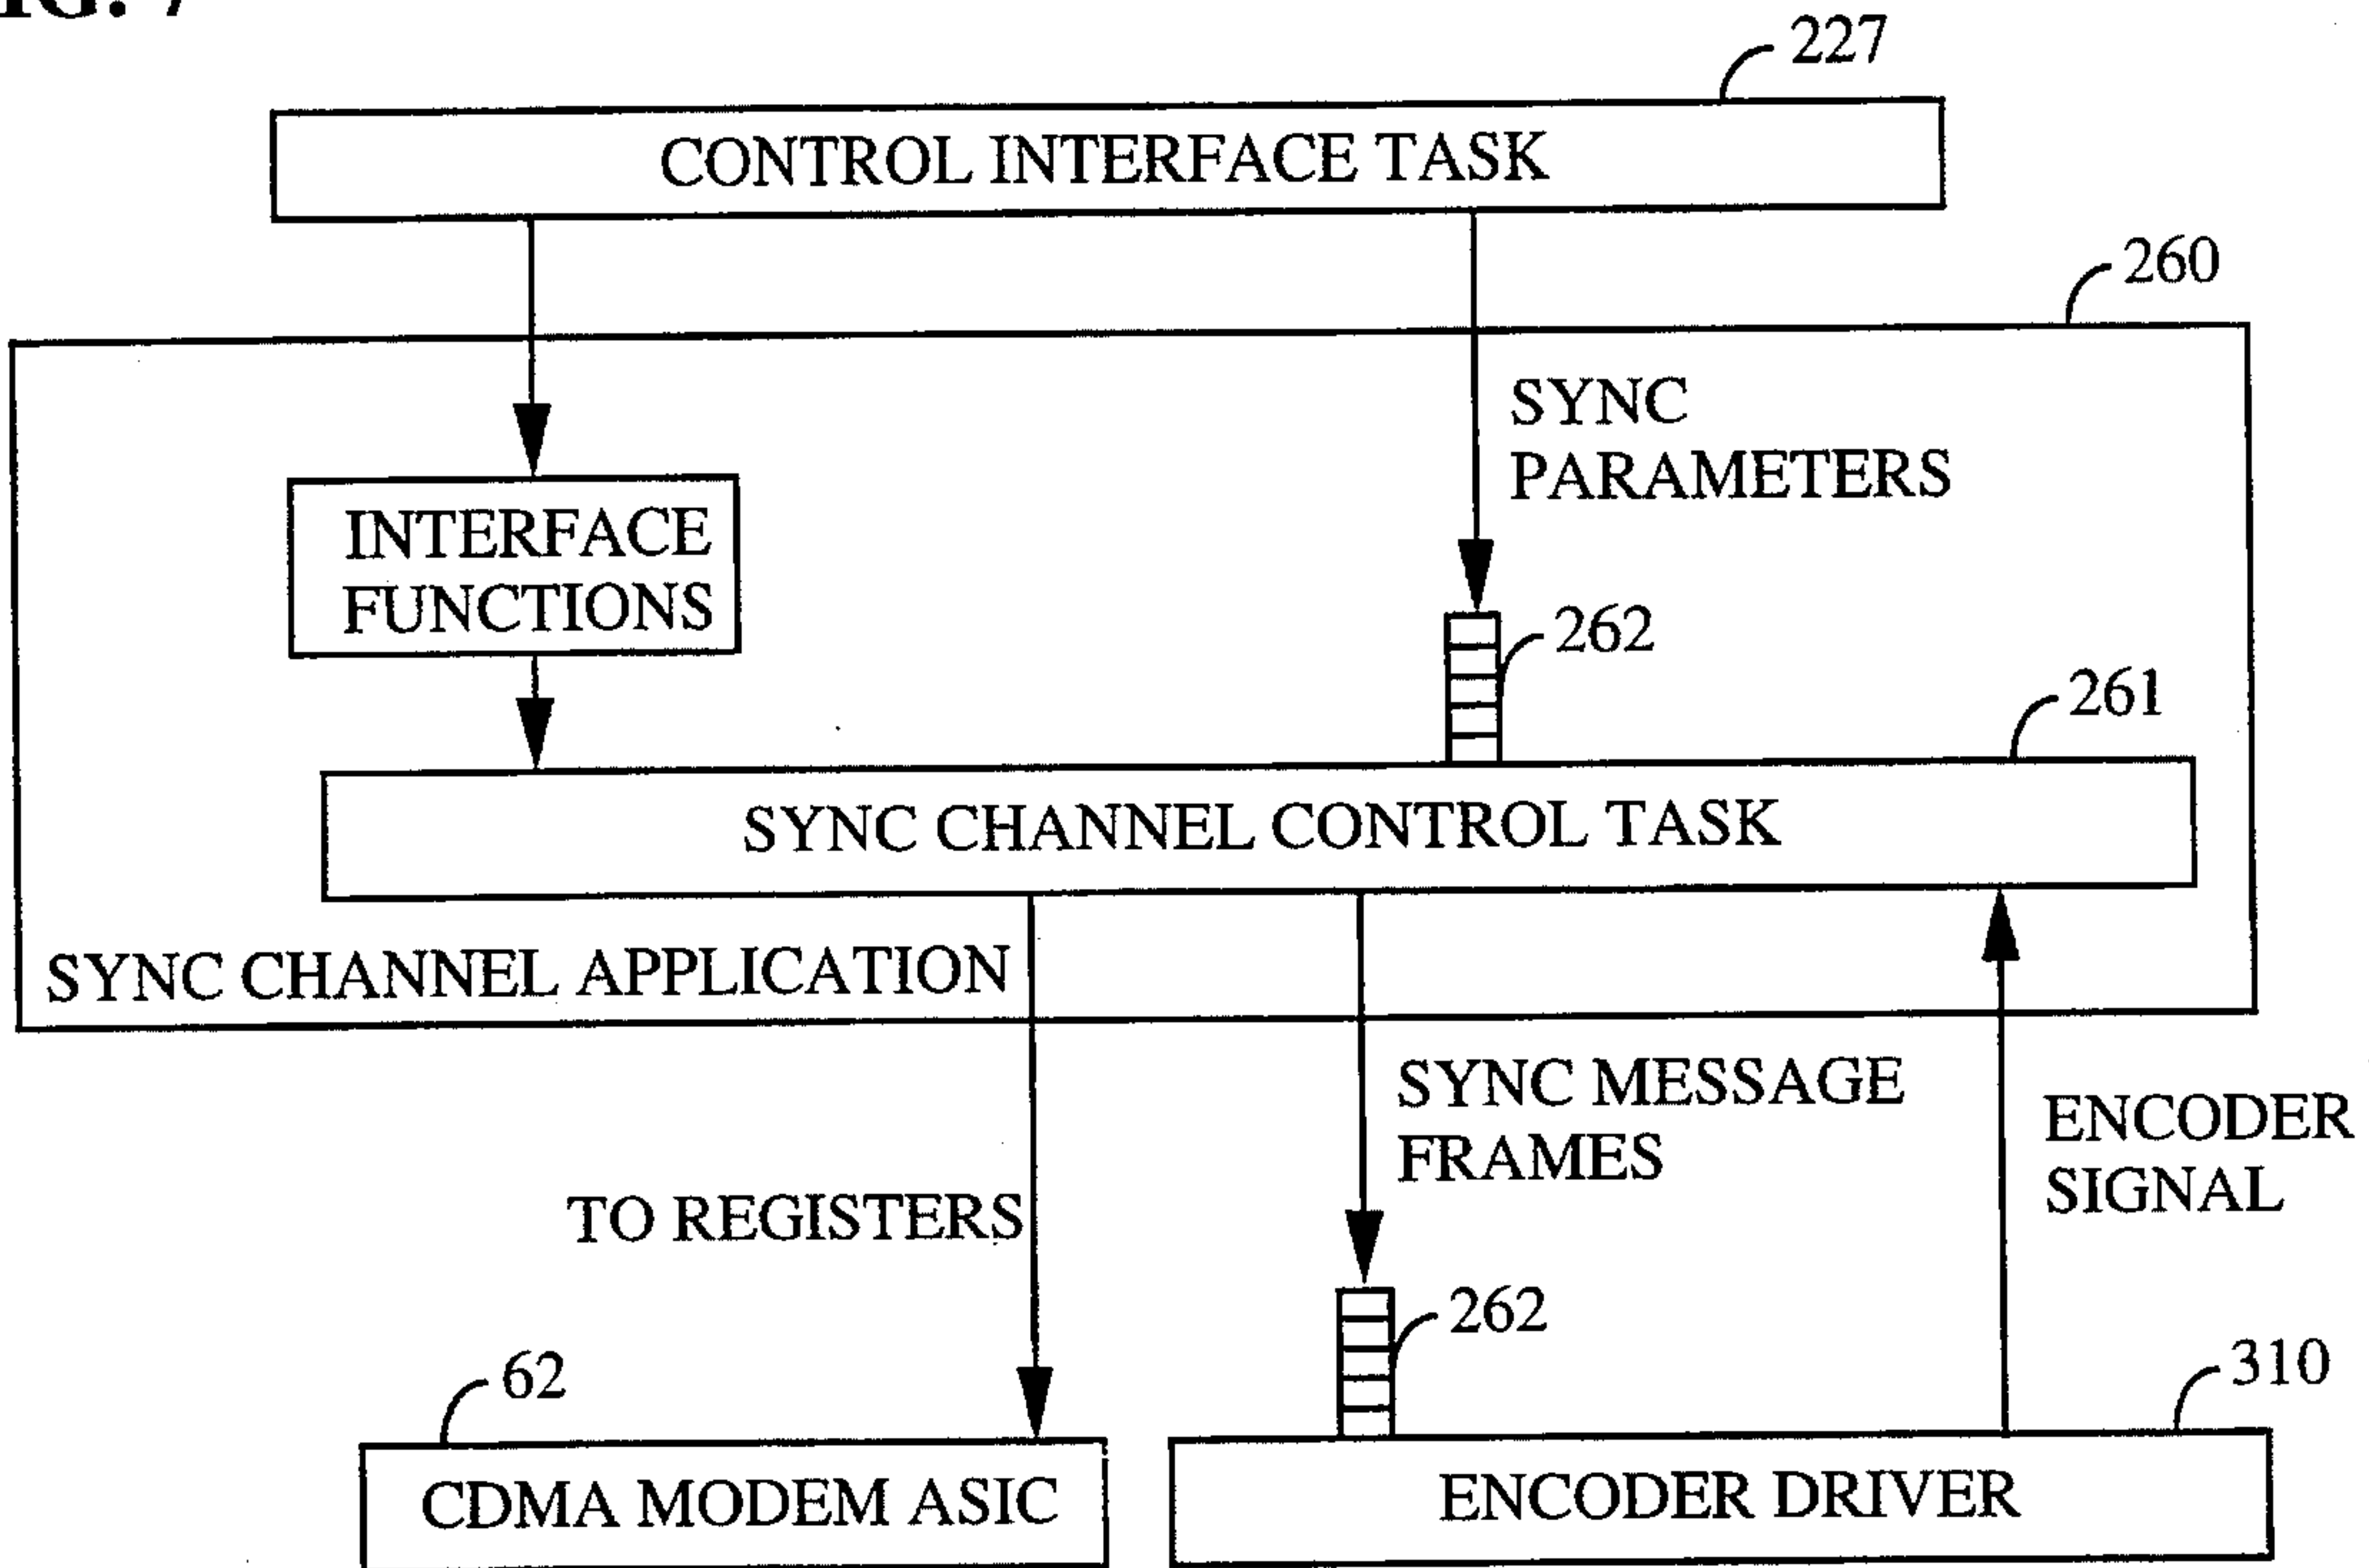 227
CONTROL INTERFACE TASK
260
SYNC
PARAMETERS
INTERFACE
FUNCTIONS
262
261
SYNC CHANNEL CONTROL TASK
SYNC CHANNEL APPLICATION
SYNC MESSAGE
FRAMES
ENCODER
SIGNAL
TO REGISTERS
262
62
310
CDMA MODEM ASIC
ENCODER DRIVER